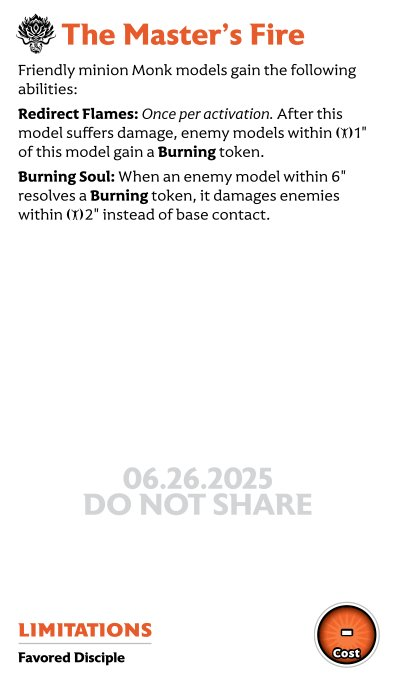 The Master's Fire
Friendly minion Monk models gain the following
abilities:
Redirect Flames: Once per activation. After this
model suffers damage, enemy models within 1"
of this model gain a Burning token.
Burning Soul: When an enemy model within 6"
resolves a Burning token, it damages enemies
within 2" instead of base contact.
06.26.2025
DO NOT SHARE
LIMITATIONS
Favored Disciple
-
Cost